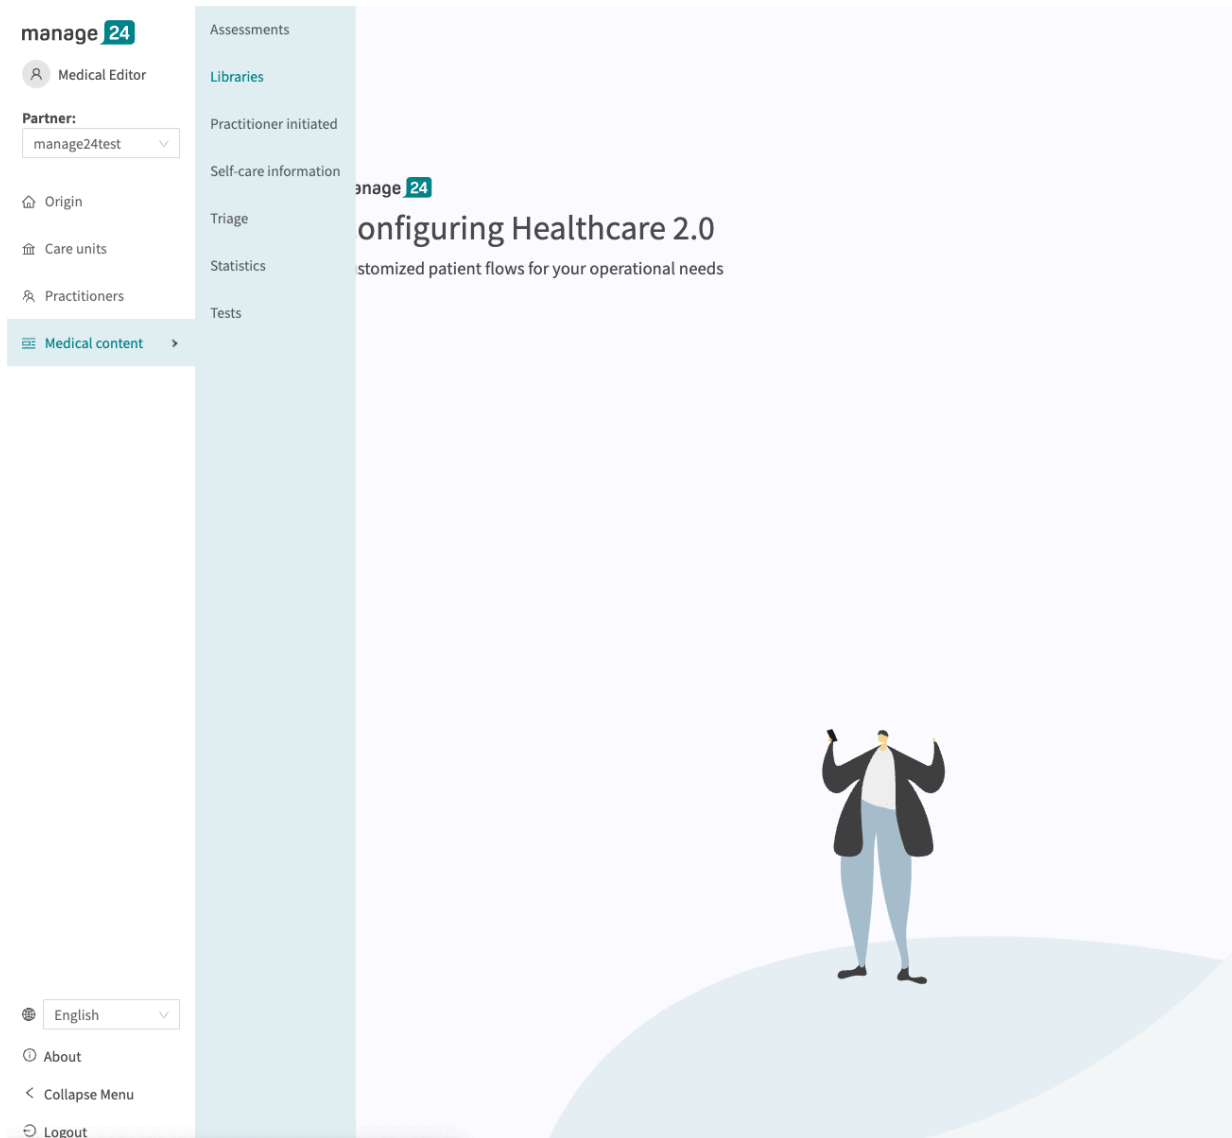 manage 24
Medical Editor
Partner:
manage24test
Origin
Care units
Practitioners
Medical content
English
About
Collapse Menu
Logout
Assessments
Libraries
Practitioner initiated
Self-care information
Triage
Statistics
Tests
anage 24
onfiguring Healthcare 2.0
stomized patient flows for your operational needs